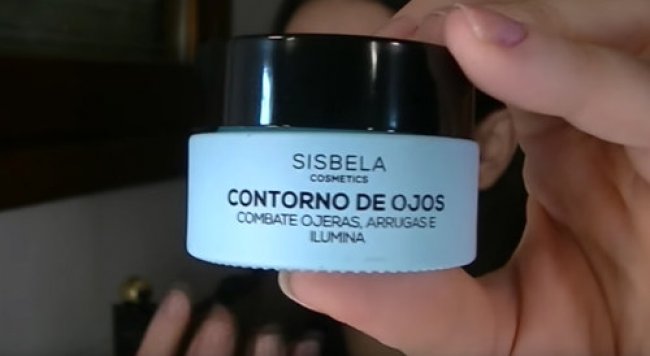 SISBELA
COSMETICS
CONTORNO DE OJOS
COMBATE OJERAS, ARRUGAS E
ILUMINA